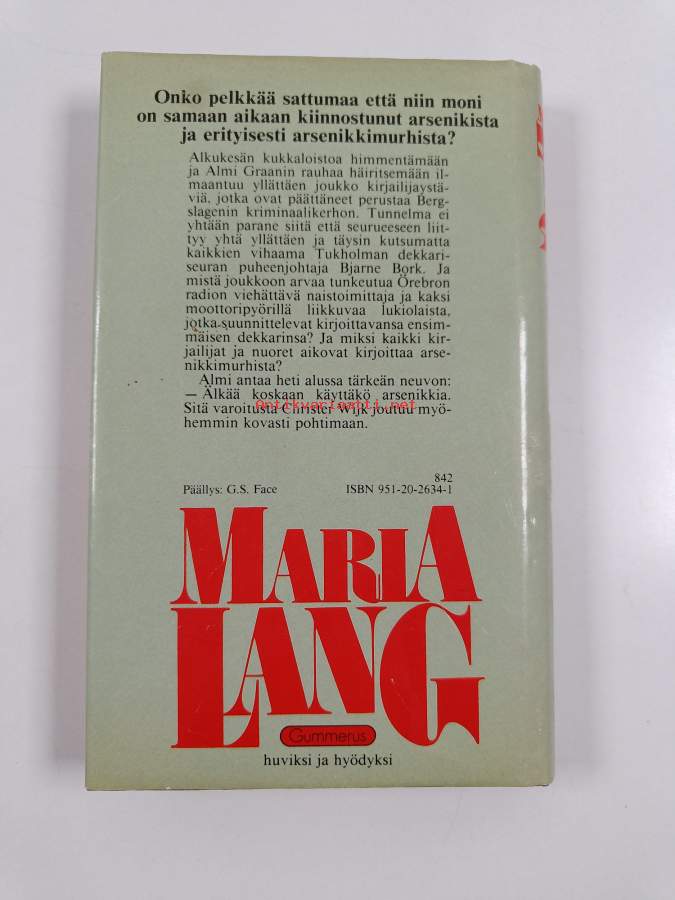 Onko pelkkää sattumaa että niin moni
on samaan aikaan kiinnostunut arsenikista
ja erityisesti arsenikkimurhista?
Alkukesän kukkaloistoa himmentämään
ja Almi Graanin rauhaa häiritsemään il-
maantuu yllättäen joukko kirjailijaystä-
viä, jotka ovat päättäneet perustaa Berg-
slagenin kriminaalikerhon. Tunnelma ei
yhtään parane siitä että seurueeseen liit-
tyy yhtä yllättäen ja täysin kutsumatta
kaikkien vihaama Tukholman dekkari-
seuran puheenjohtaja Bjarne Bork. Ja
mistä joukkoon arvaa tunkeutua Örebron
radion viehättävä naistoimittaja ja kaksi
moottoripyörillä liikkuvaa lukiolaista,
jotka suunnittelevat kirjoittavansa ensim-
mäisen dekkarinsa? Ja miksi kaikki kir-
jailijat ja nuoret aikovat kirjoittaa arse-
nikkimurhista?
Almi antaa heti alussa tärkeän neuvon:
— Älkää koskaan käyttäkö arsenikkia.
Sitä varoitusta Christer Wijk joutuu myö-
hemmin kovasti pohtimaan.
antikvariaatti.net
842
Päällys: G.S. Face ISBN 951-20-2634-1
MARIA
LANG
Gummerus
huviksi ja hyödyksi